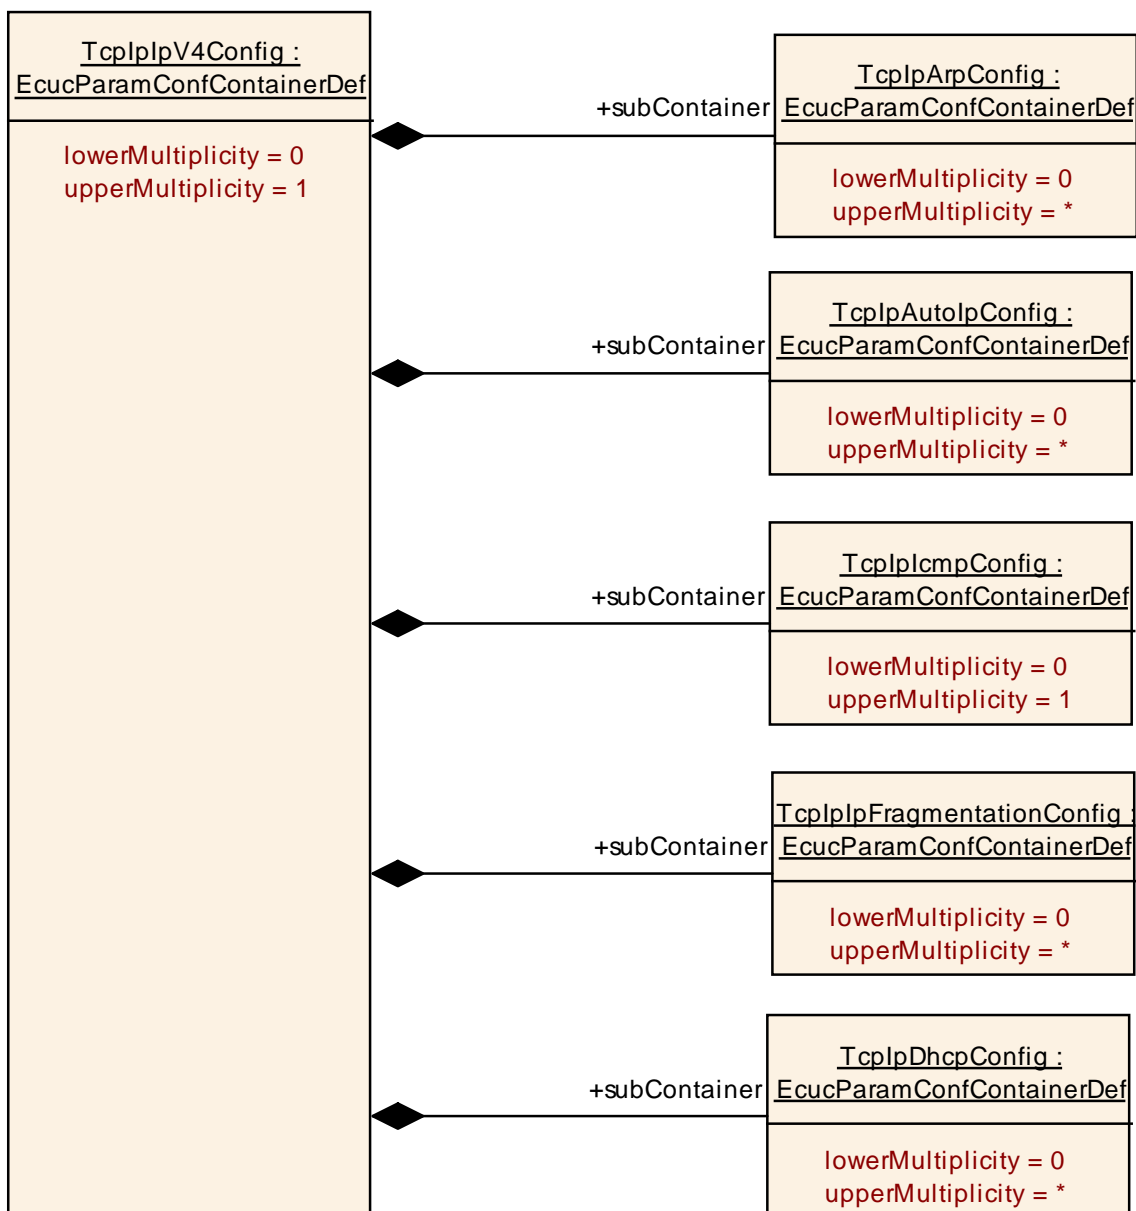 TcpIpIpV4Config :
EcucParamConfContainerDef
lowerMultiplicity = 0
upperMultiplicity = 1
+subContainer
TcpIpArpConfig :
EcucParamConfContainerDef
lowerMultiplicity = 0
upperMultiplicity = *
+subContainer
TcpIpAutoIpConfig :
EcucParamConfContainerDef
lowerMultiplicity = 0
upperMultiplicity = *
+subContainer
TcpIpIcmpConfig :
EcucParamConfContainerDef
lowerMultiplicity = 0
upperMultiplicity = 1
+subContainer
TcpIpIpFragmentationConfig :
EcucParamConfContainerDef
lowerMultiplicity = 0
upperMultiplicity = *
+subContainer
TcpIpDhcpConfig :
EcucParamConfContainerDef
lowerMultiplicity = 0
upperMultiplicity = *